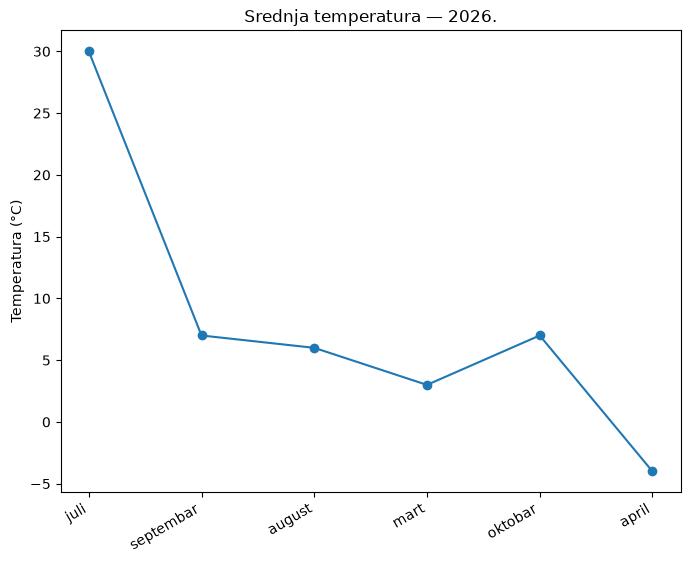 Srednja temperatura — 2026.
Temperatura (°C)
30
25
20
15
10
5
0
−5
juli
septembar
august
mart
oktobar
april